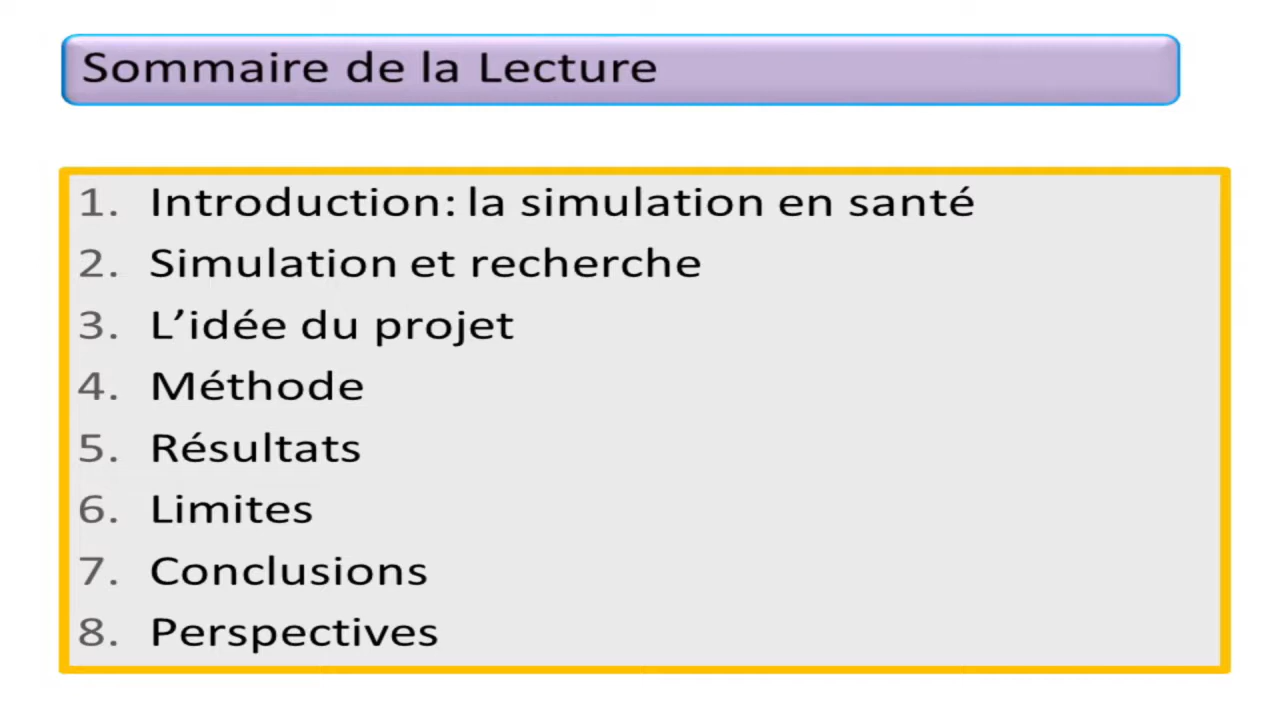 Sommaire de la Lecture
1. Introduction: la simulation en santé
2. Simulation et recherche
3. L’idée du projet
4. Méthode
5. Résultats
6. Limites
7. Conclusions
8. Perspectives